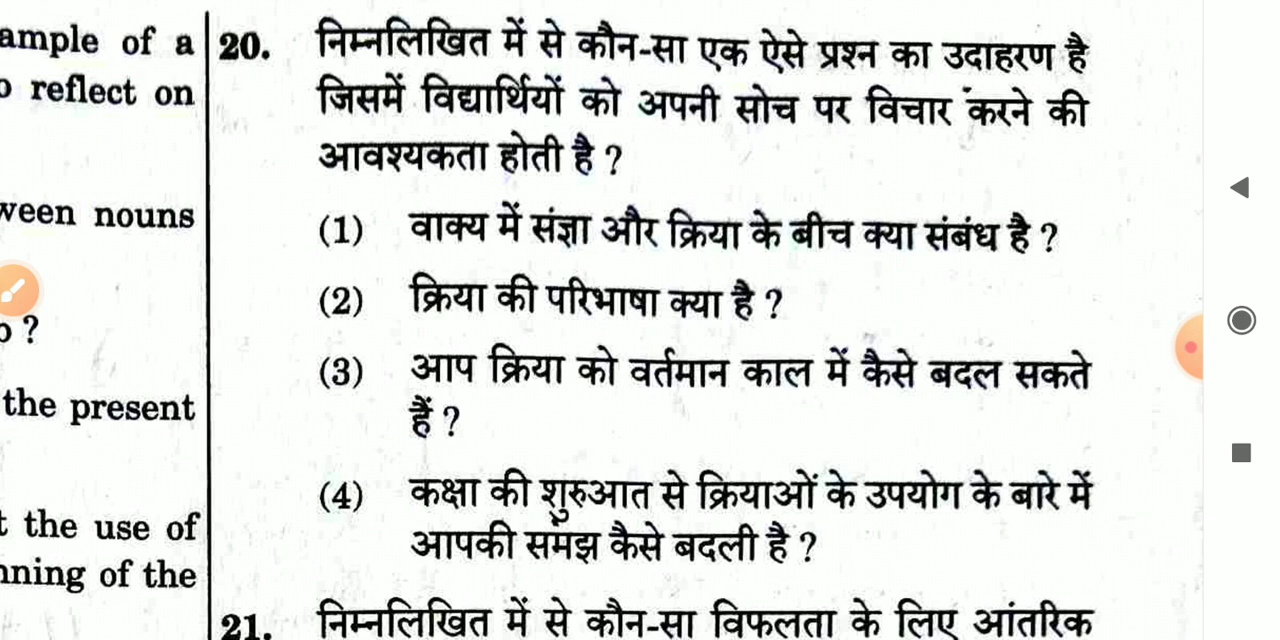 ample of a
o reflect on
ween nouns
o ?
the present
t the use of
nning of the
20. निम्नलिखित में से कौन-सा एक ऐसे प्रश्न का उदाहरण है
जिसमें विद्यार्थियों को अपनी सोच पर विचार करने की
आवश्यकता होती है ?
(1) वाक्य में संज्ञा और क्रिया के बीच क्या संबंध है ?
(2) क्रिया की परिभाषा क्या है ?
(3) आप क्रिया को वर्तमान काल में कैसे बदल सकते
हैं ?
(4) कक्षा की शुरुआत से क्रियाओं के उपयोग के बारे में
आपकी समझ कैसे बदली है ?
21. निम्नलिखित में से कौन-सा विफलता के लिए आंतरिक